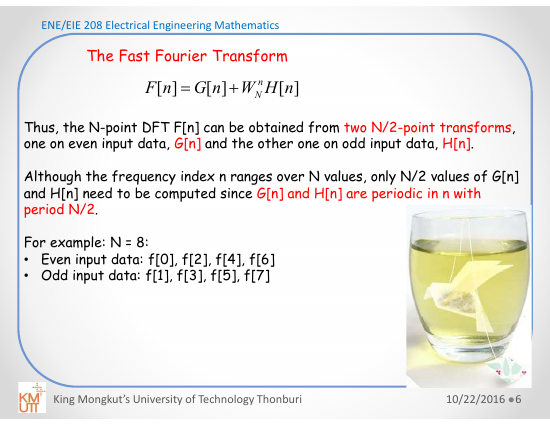 ENE/EIE 208 Electrical Engineering Mathematics
The Fast Fourier Transform
F[n] = G[n] + W_N^n H[n]
Thus, the N-point DFT F[n] can be obtained from two N/2-point transforms,
one on even input data, G[n] and the other one on odd input data, H[n].
Although the frequency index n ranges over N values, only N/2 values of G[n]
and H[n] need to be computed since G[n] and H[n] are periodic in n with
period N/2.
For example: N = 8:
• Even input data: f[0], f[2], f[4], f[6]
• Odd input data: f[1], f[3], f[5], f[7]
KM
UTT
King Mongkut's University of Technology Thonburi
10/22/2016 ●6